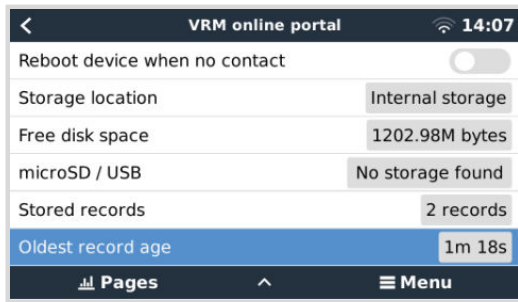 VRM online portal 14:07
Reboot device when no contact
Storage location Internal storage
Free disk space 1202.98M bytes
microSD / USB No storage found
Stored records 2 records
Oldest record age 1m 18s
Pages Menu